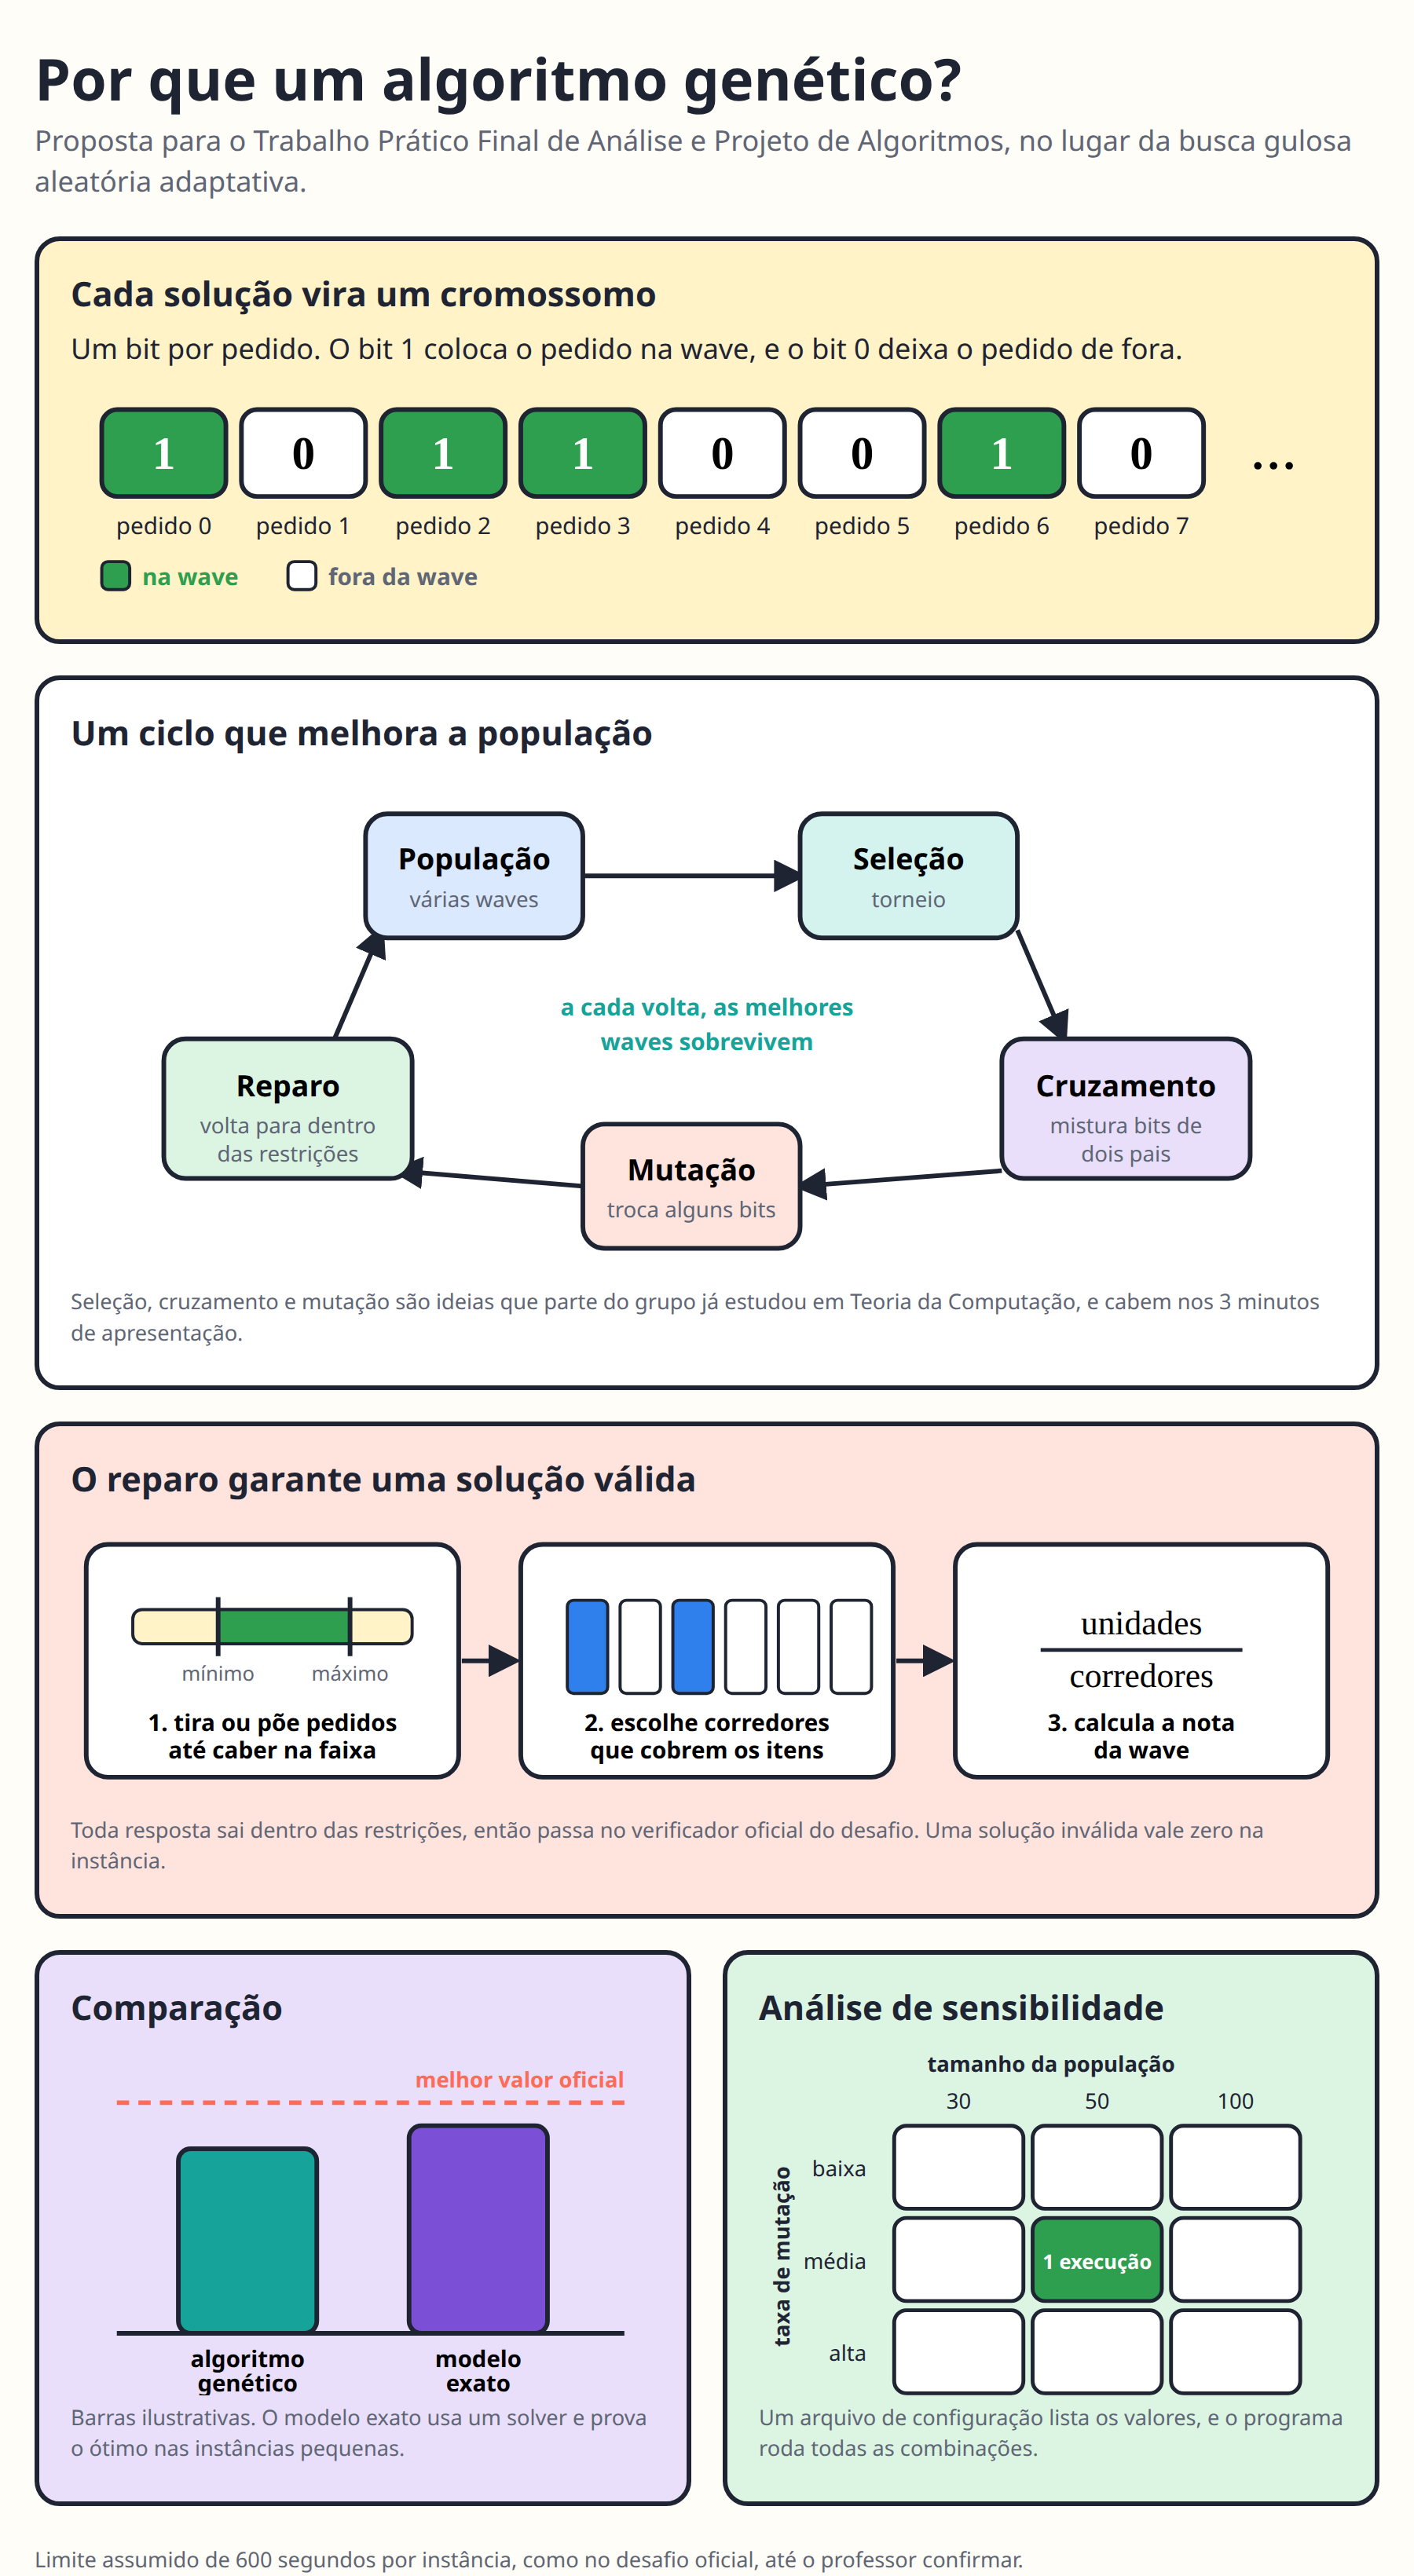 Por que um algoritmo genético?
Proposta para o Trabalho Prático Final de Análise e Projeto de Algoritmos, no lugar da busca gulosa
aleatória adaptativa.
Cada solução vira um cromossomo
Um bit por pedido. O bit 1 coloca o pedido na wave, e o bit 0 deixa o pedido de fora.
1 0 1 1 0 0 1 0 ...
pedido 0 pedido 1 pedido 2 pedido 3 pedido 4 pedido 5 pedido 6 pedido 7
na wave fora da wave
Um ciclo que melhora a população
População
várias waves
Seleção
torneio
a cada volta, as melhores
waves sobrevivem
Reparo
volta para dentro
das restrições
Cruzamento
mistura bits de
dois pais
Mutação
troca alguns bits
Seleção, cruzamento e mutação são ideias que parte do grupo já estudou em Teoria da Computação, e cabem nos 3 minutos
de apresentação.
O reparo garante uma solução válida
mínimo máximo
1. tira ou põe pedidos
até caber na faixa
2. escolhe corredores
que cobrem os itens
unidades
corredores
3. calcula a nota
da wave
Toda resposta sai dentro das restrições, então passa no verificador oficial do desafio. Uma solução inválida vale zero na
instância.
Comparação
melhor valor oficial
algoritmo
genético
modelo
exato
Barras ilustrativas. O modelo exato usa um solver e prova
o ótimo nas instâncias pequenas.
Análise de sensibilidade
tamanho da população
30 50 100
taxa de mutação
baixa
média
1 execução
alta
Um arquivo de configuração lista os valores, e o programa
roda todas as combinações.
Limite assumido de 600 segundos por instância, como no desafio oficial, até o professor confirmar.